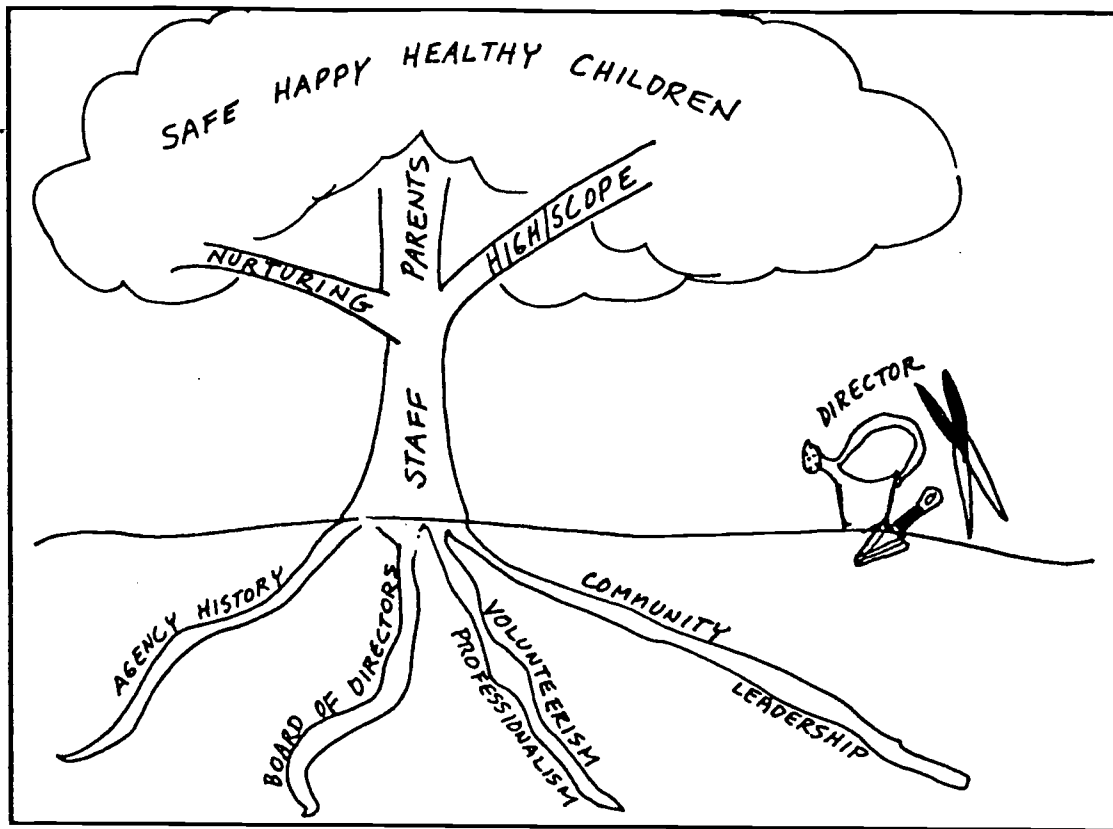 SAFE HAPPY HEALTHY CHILDREN
PARENTS
HIGH/SCOPE
NURTURING
STAFF
DIRECTOR
AGENCY HISTORY
BOARD OF DIRECTORS
VOLUNTEERISM
PROFESSIONALISM
COMMUNITY
LEADERSHIP